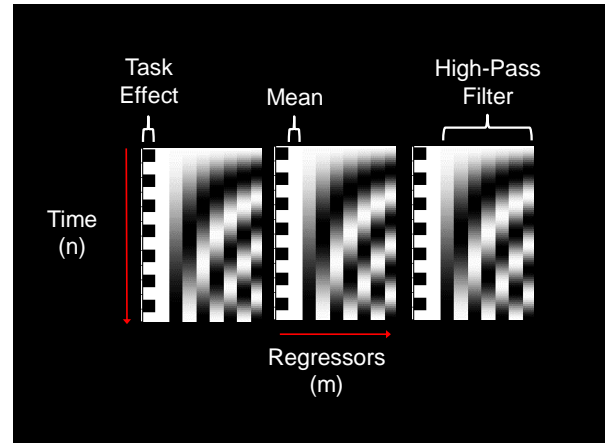 Task
Effect
Mean
High-Pass
Filter
Time
(n)
Regressors
(m)